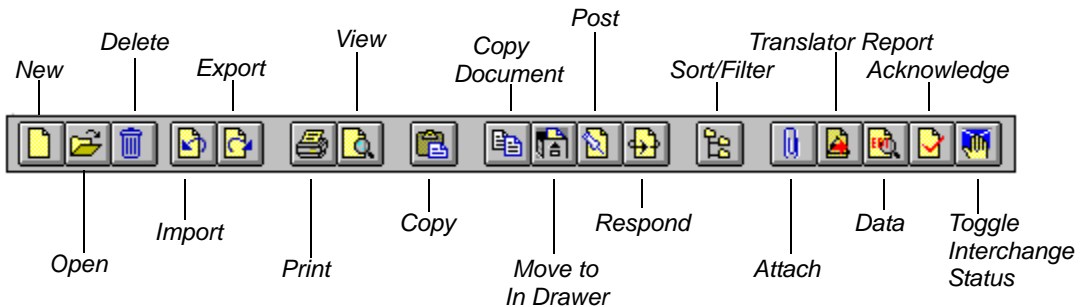 Post
Delete
View
Copy
Document
Translator Report
New
Export
Sort/Filter
Acknowledge
Import
Copy
Respond
Data
Toggle
Interchange
Status
Open
Print
Move to
In Drawer
Attach